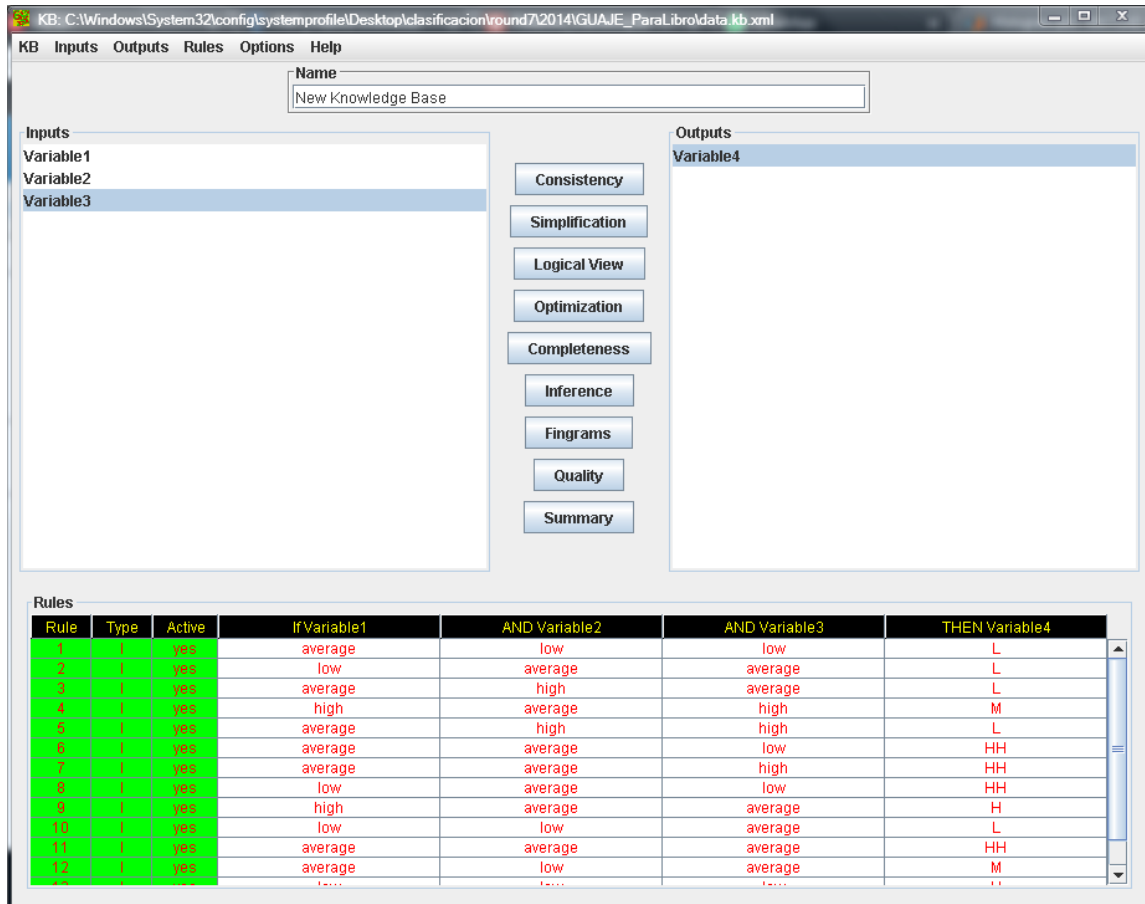 KB: C:\Windows\System32\config\systemprofile\Desktop\clasificacion\round7\2014\GUAJE_ParaLibro\data.kb.xml
KB Inputs Outputs Rules Options Help
Name
New Knowledge Base
Inputs
Variable1
Variable2
Variable3
Consistency
Simplification
Logical View
Optimization
Completeness
Inference
Fingrams
Quality
Summary
Outputs
Variable4
Rules
Rule Type Active If Variable1 AND Variable2 AND Variable3 THEN Variable4
1 I yes average low low L
2 I yes low average average L
3 I yes average high average L
4 I yes high average high M
5 I yes average high high L
6 I yes average average low HH
7 I yes average average high HH
8 I yes low average low HH
9 I yes high average average H
10 I yes low low average L
11 I yes average average average HH
12 I yes average low average M